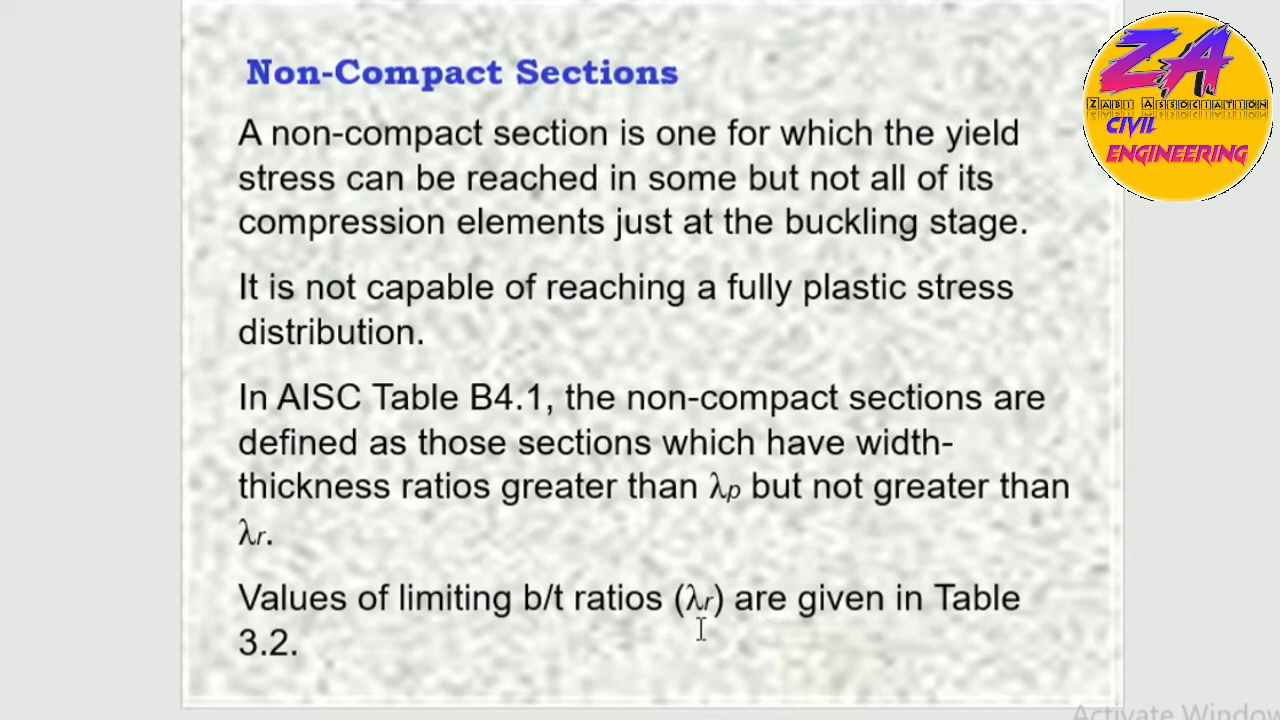 Non-Compact Sections
A non-compact section is one for which the yield
stress can be reached in some but not all of its
compression elements just at the buckling stage.
It is not capable of reaching a fully plastic stress
distribution.
In AISC Table B4.1, the non-compact sections are
defined as those sections which have width-
thickness ratios greater than λp but not greater than
λr.
Values of limiting b/t ratios (λr) are given in Table
3.2.
ZA
ZABI ASSOCIATION
CIVIL
ENGINEERING
Activate Window